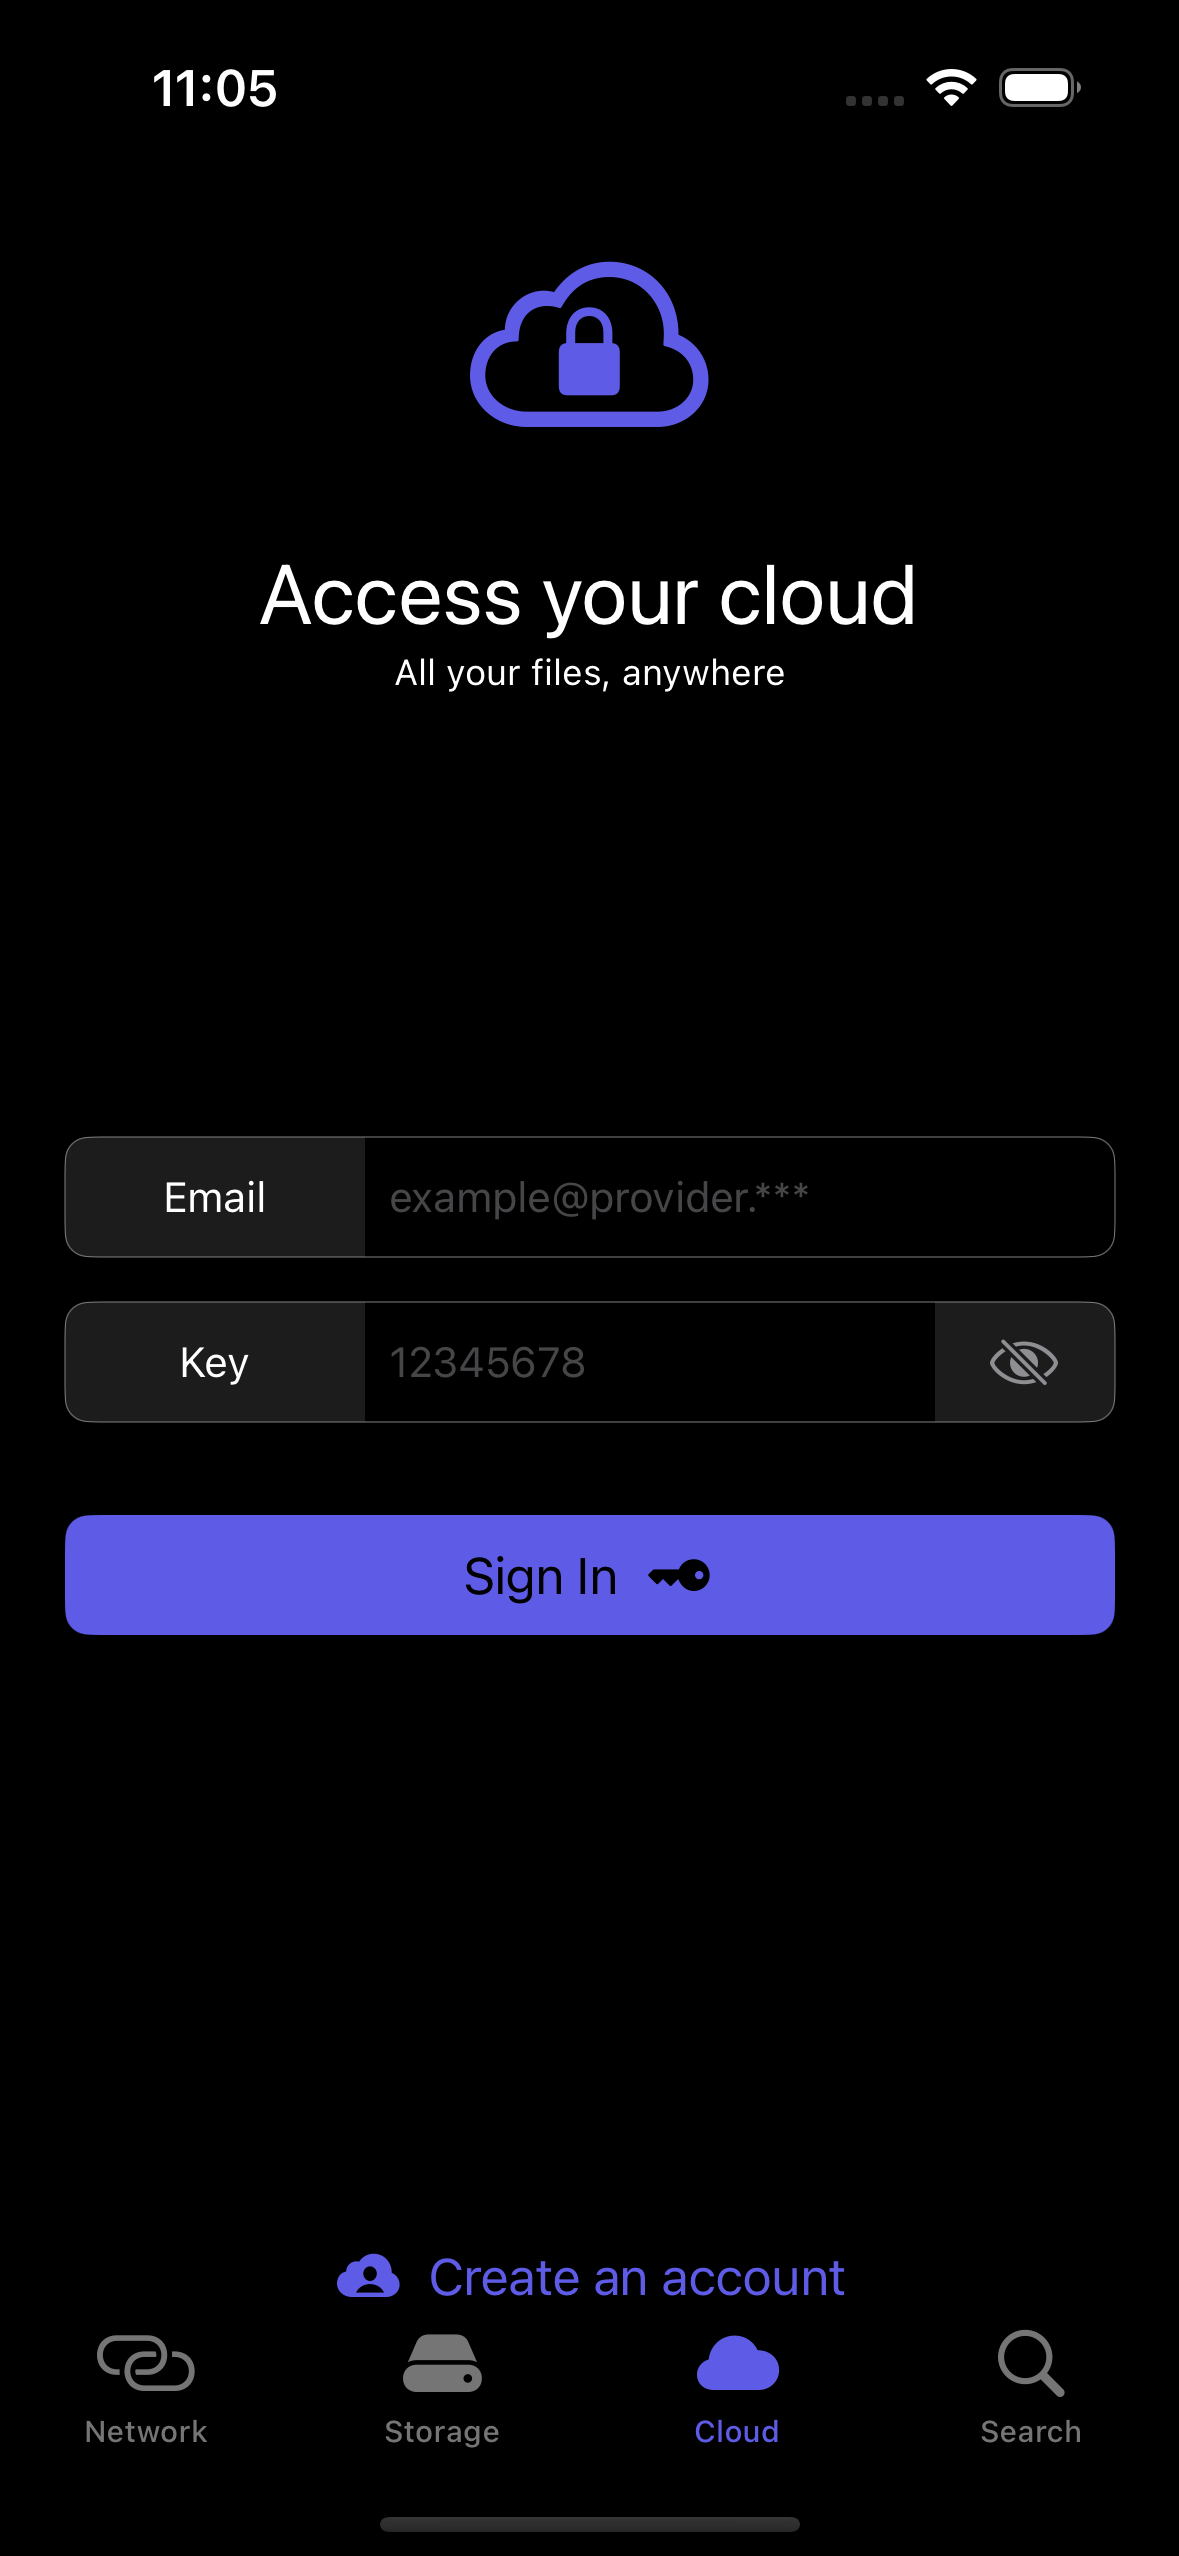 11:05
Access your cloud
All your files, anywhere
Email example@provider.***
Key 12345678
Sign In
Create an account
Network Storage Cloud Search